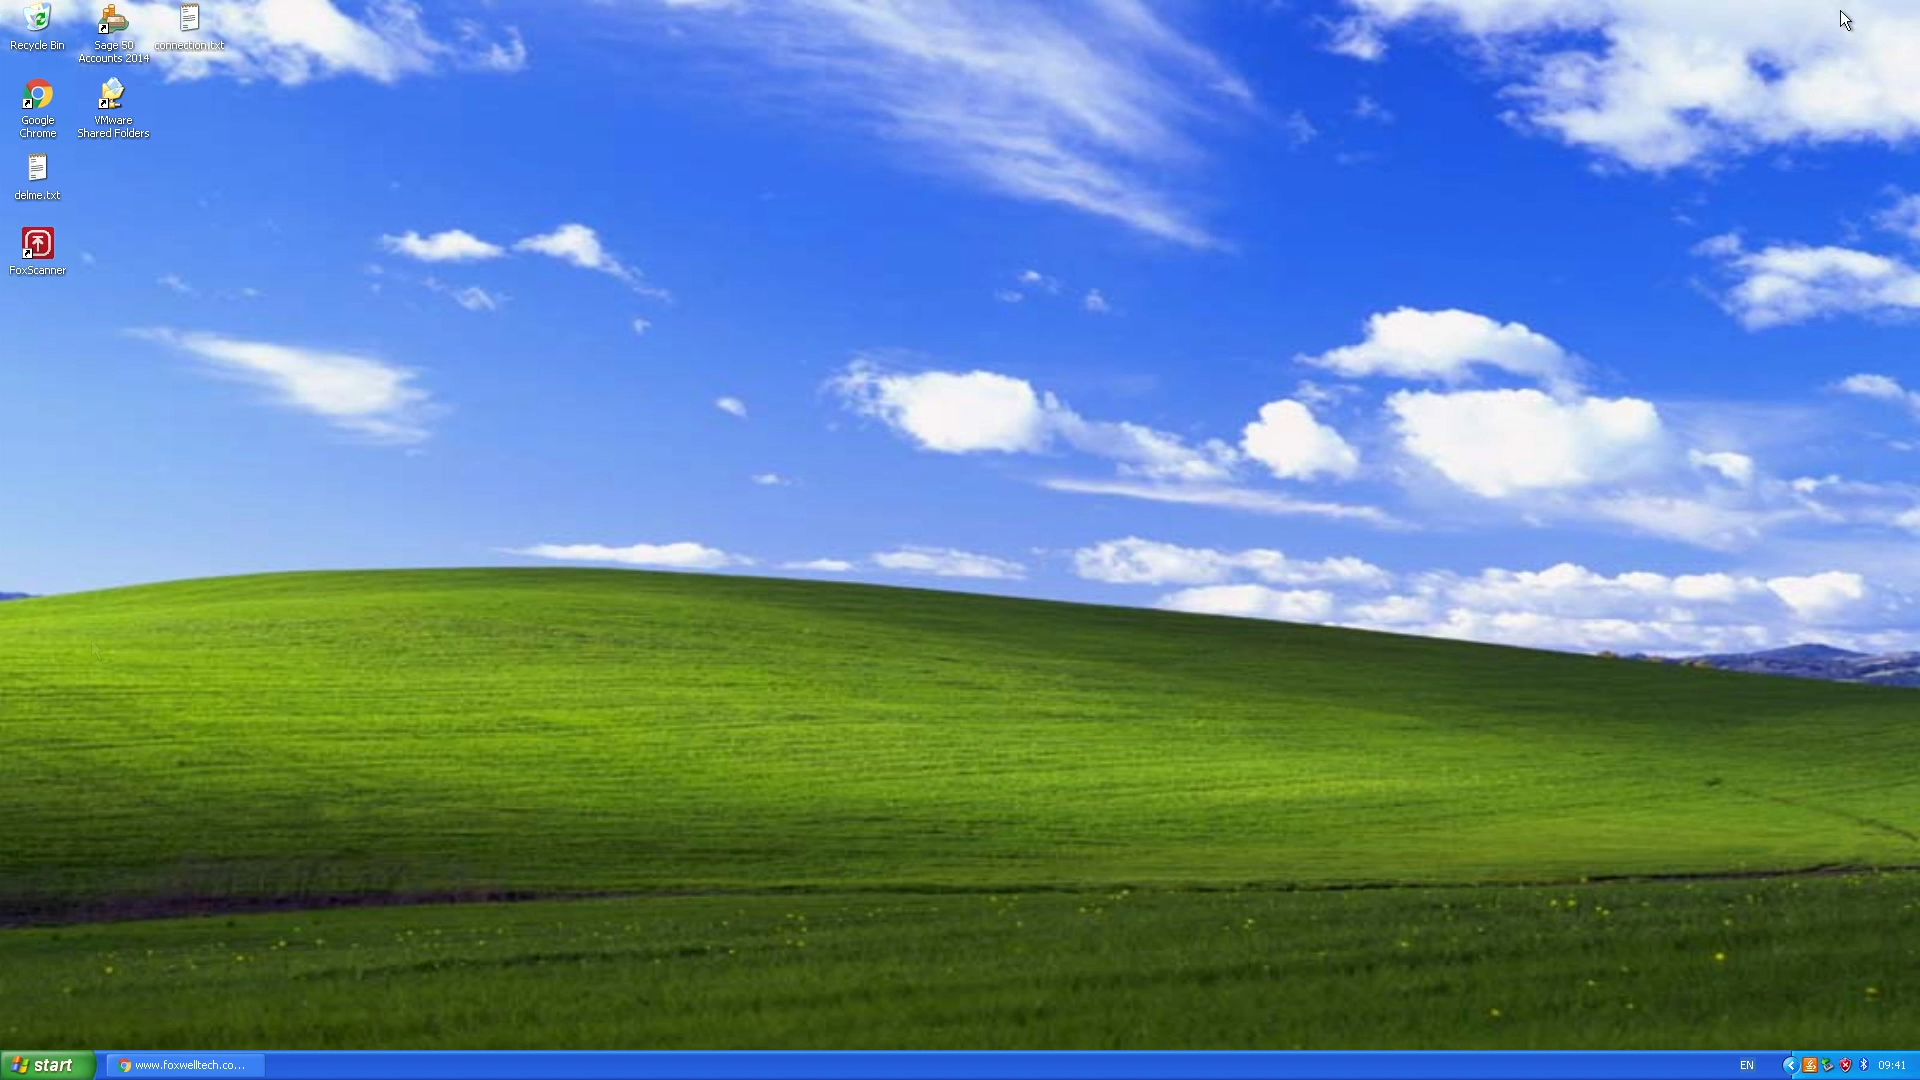 Recycle Bin
Sage 50
Accounts 2014
connection.txt
Google
Chrome
VMware
Shared Folders
delme.txt
FoxScanner
start
www.foxwelltech.co...
EN
09:41